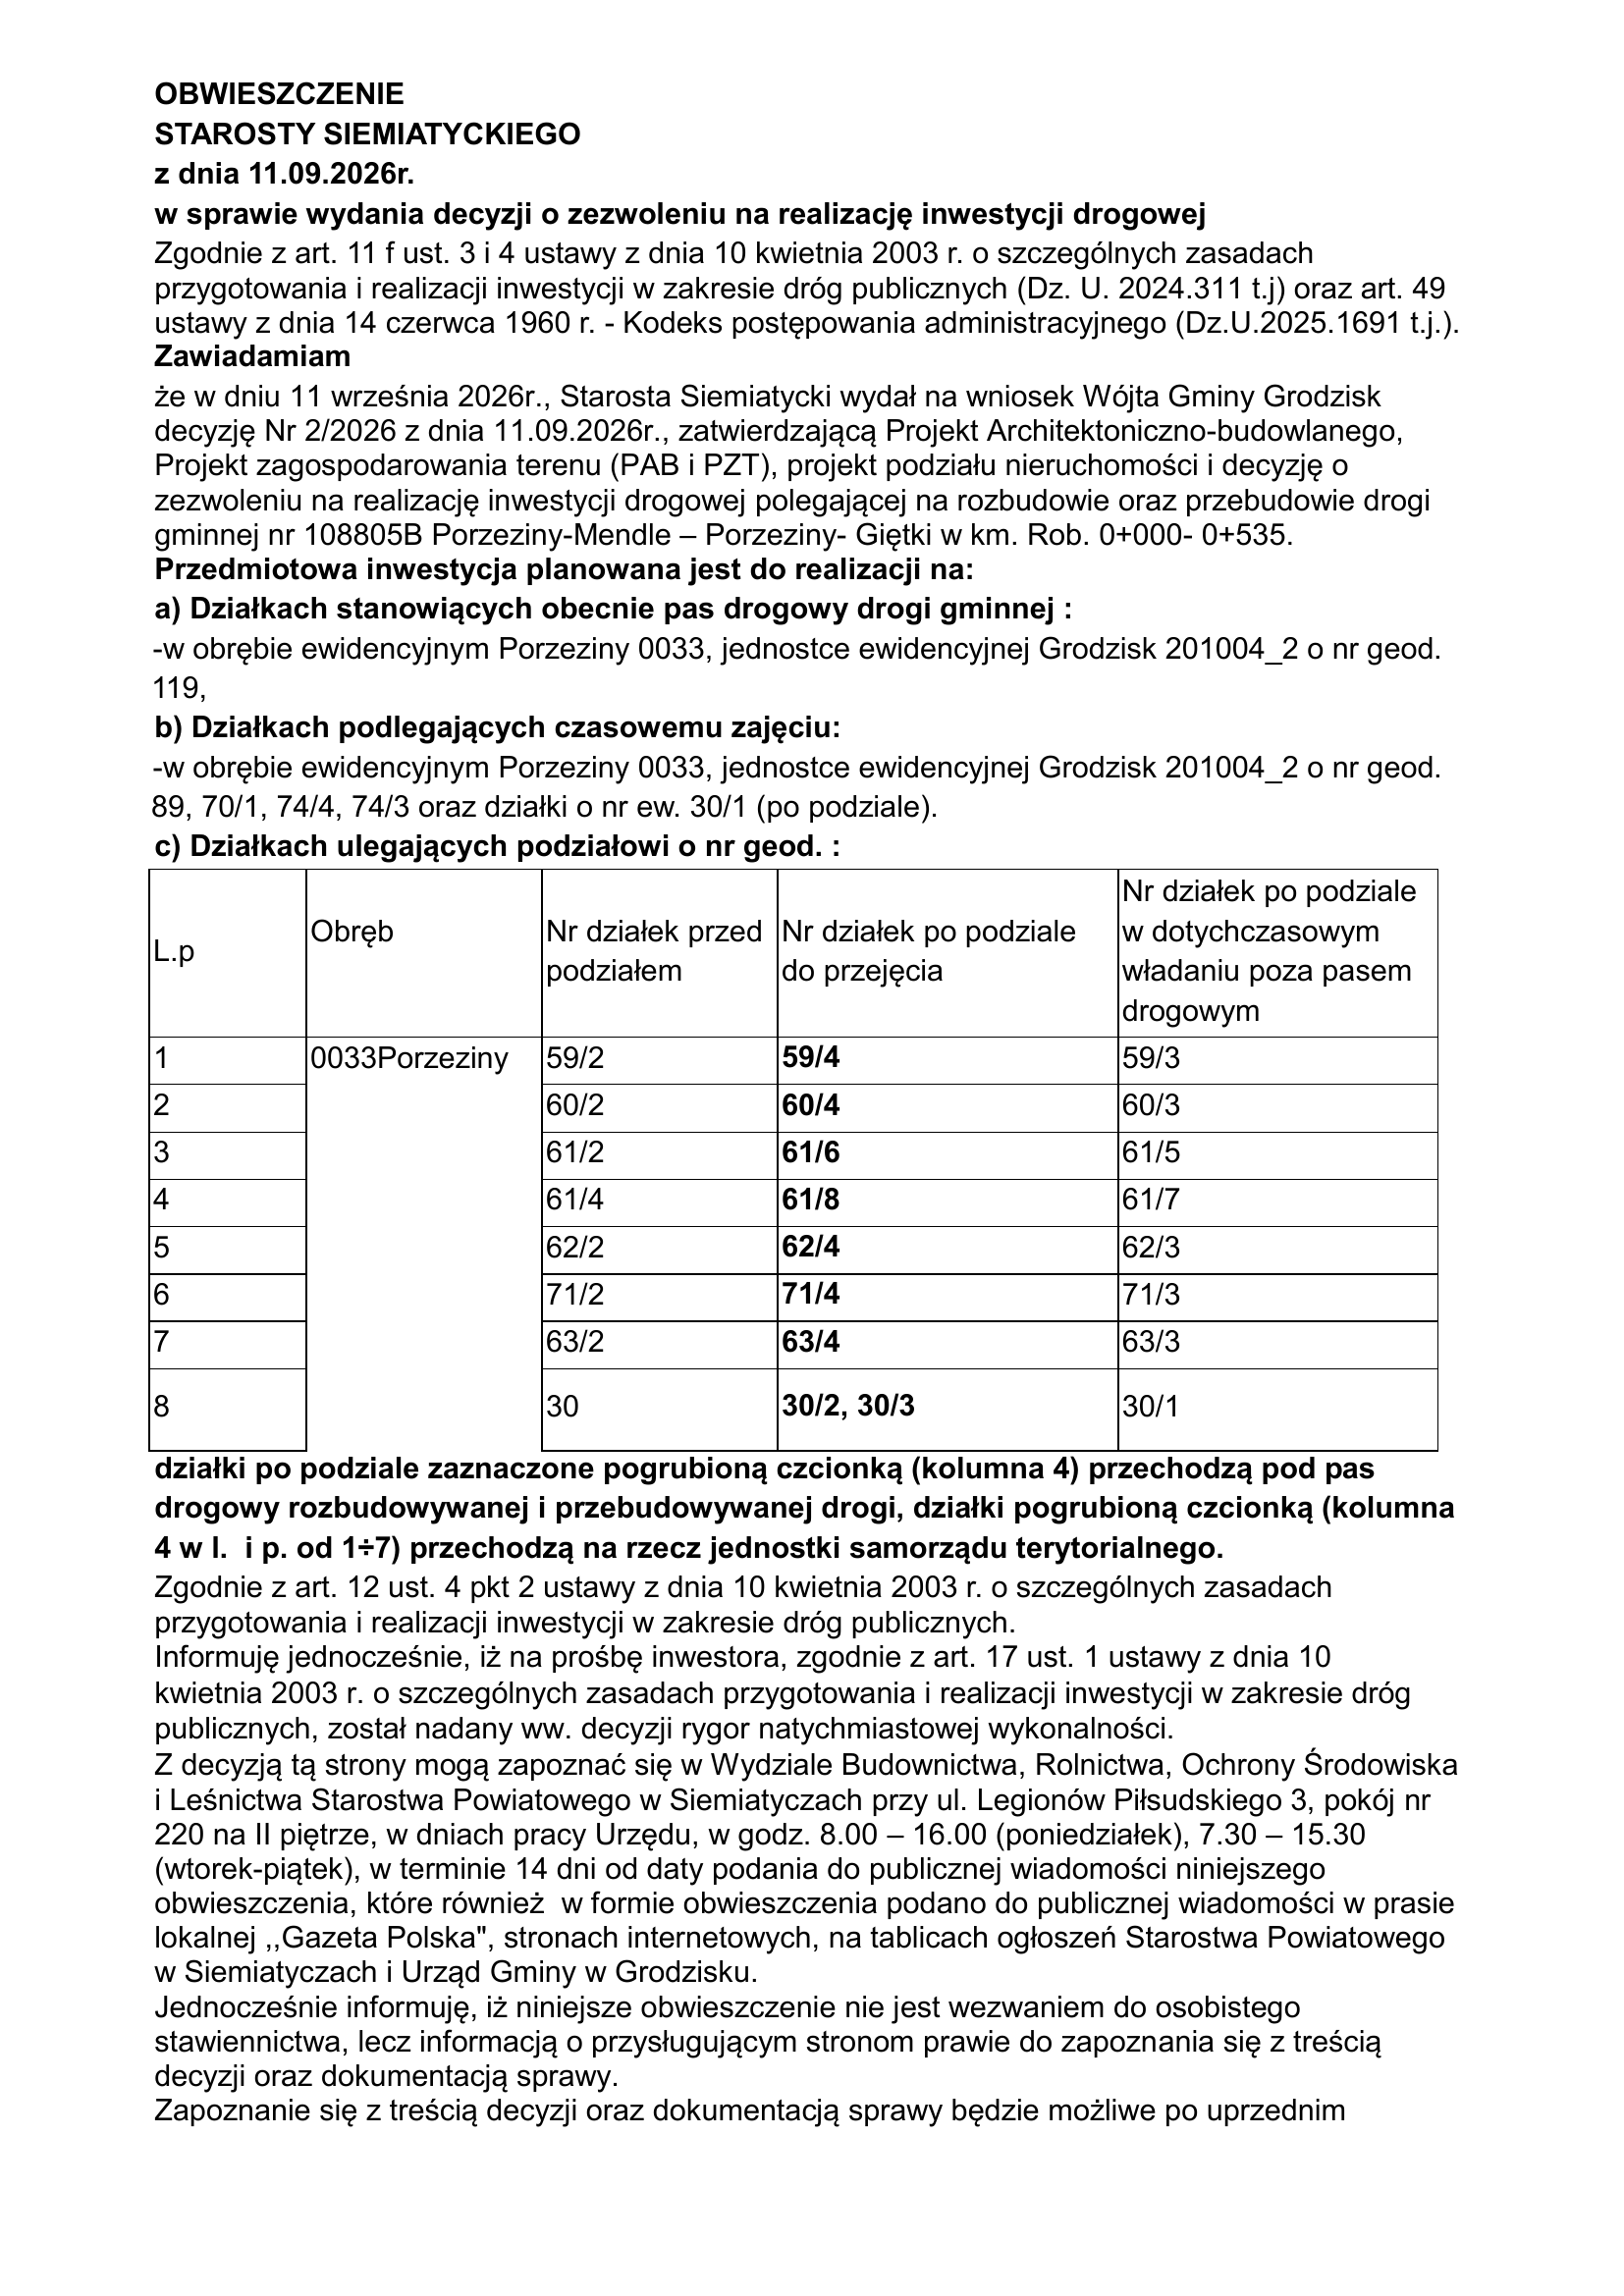 OBWIESZCZENIE
STAROSTY SIEMIATYCKIEGO
z dnia 11.09.2026r.
w sprawie wydania decyzji o zezwoleniu na realizację inwestycji drogowej
Zgodnie z art. 11 f ust. 3 i 4 ustawy z dnia 10 kwietnia 2003 r. o szczególnych zasadach
przygotowania i realizacji inwestycji w zakresie dróg publicznych (Dz. U. 2024.311 t.j) oraz art. 49
ustawy z dnia 14 czerwca 1960 r. - Kodeks postępowania administracyjnego (Dz.U.2025.1691 t.j.).
Zawiadamiam
że w dniu 11 września 2026r., Starosta Siemiatycki wydał na wniosek Wójta Gminy Grodzisk
decyzję Nr 2/2026 z dnia 11.09.2026r., zatwierdzającą Projekt Architektoniczno-budowlanego,
Projekt zagospodarowania terenu (PAB i PZT), projekt podziału nieruchomości i decyzję o
zezwoleniu na realizację inwestycji drogowej polegającej na rozbudowie oraz przebudowie drogi
gminnej nr 108805B Porzeziny-Mendle – Porzeziny- Giętki w km. Rob. 0+000- 0+535.
Przedmiotowa inwestycja planowana jest do realizacji na:
a) Działkach stanowiących obecnie pas drogowy drogi gminnej :
-w obrębie ewidencyjnym Porzeziny 0033, jednostce ewidencyjnej Grodzisk 201004_2 o nr geod.
119,
b) Działkach podlegających czasowemu zajęciu:
-w obrębie ewidencyjnym Porzeziny 0033, jednostce ewidencyjnej Grodzisk 201004_2 o nr geod.
89, 70/1, 74/4, 74/3 oraz działki o nr ew. 30/1 (po podziale).
c) Działkach ulegających podziałowi o nr geod. :
L.p Obręb Nr działek przed podziałem Nr działek po podziale do przejęcia Nr działek po podziale w dotychczasowym władaniu poza pasem drogowym
1 0033Porzeziny 59/2 59/4 59/3
2 60/2 60/4 60/3
3 61/2 61/6 61/5
4 61/4 61/8 61/7
5 62/2 62/4 62/3
6 71/2 71/4 71/3
7 63/2 63/4 63/3
8 30 30/2, 30/3 30/1
działki po podziale zaznaczone pogrubioną czcionką (kolumna 4) przechodzą pod pas
drogowy rozbudowywanej i przebudowywanej drogi, działki pogrubioną czcionką (kolumna
4 w l.  i p. od 1÷7) przechodzą na rzecz jednostki samorządu terytorialnego.
Zgodnie z art. 12 ust. 4 pkt 2 ustawy z dnia 10 kwietnia 2003 r. o szczególnych zasadach
przygotowania i realizacji inwestycji w zakresie dróg publicznych.
Informuję jednocześnie, iż na prośbę inwestora, zgodnie z art. 17 ust. 1 ustawy z dnia 10
kwietnia 2003 r. o szczególnych zasadach przygotowania i realizacji inwestycji w zakresie dróg
publicznych, został nadany ww. decyzji rygor natychmiastowej wykonalności.
Z decyzją tą strony mogą zapoznać się w Wydziale Budownictwa, Rolnictwa, Ochrony Środowiska
i Leśnictwa Starostwa Powiatowego w Siemiatyczach przy ul. Legionów Piłsudskiego 3, pokój nr
220 na II piętrze, w dniach pracy Urzędu, w godz. 8.00 – 16.00 (poniedziałek), 7.30 – 15.30
(wtorek-piątek), w terminie 14 dni od daty podania do publicznej wiadomości niniejszego
obwieszczenia, które również  w formie obwieszczenia podano do publicznej wiadomości w prasie
lokalnej ,,Gazeta Polska", stronach internetowych, na tablicach ogłoszeń Starostwa Powiatowego
w Siemiatyczach i Urząd Gminy w Grodzisku.
Jednocześnie informuję, iż niniejsze obwieszczenie nie jest wezwaniem do osobistego
stawiennictwa, lecz informacją o przysługującym stronom prawie do zapoznania się z treścią
decyzji oraz dokumentacją sprawy.
Zapoznanie się z treścią decyzji oraz dokumentacją sprawy będzie możliwe po uprzednim